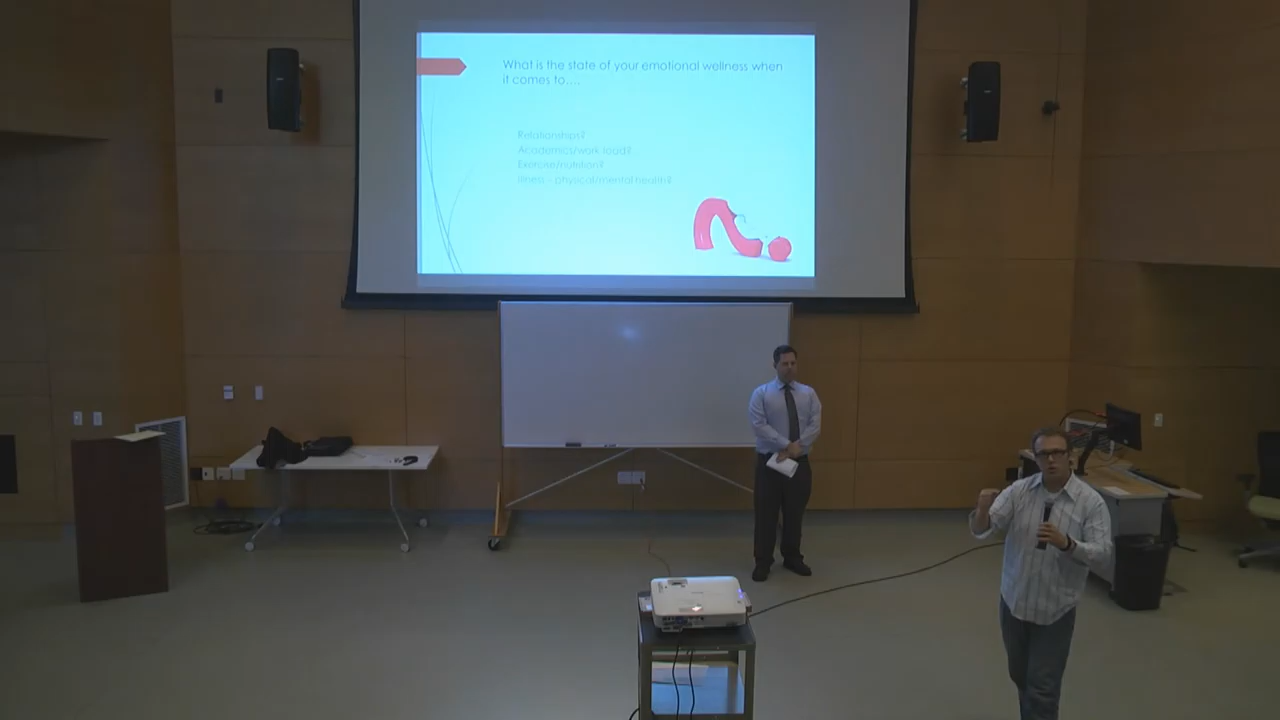 What is the state of your emotional wellness when
it comes to....
Relationships?
Academics/work load?
Exercise/nutrition?
Illness – physical/mental health?